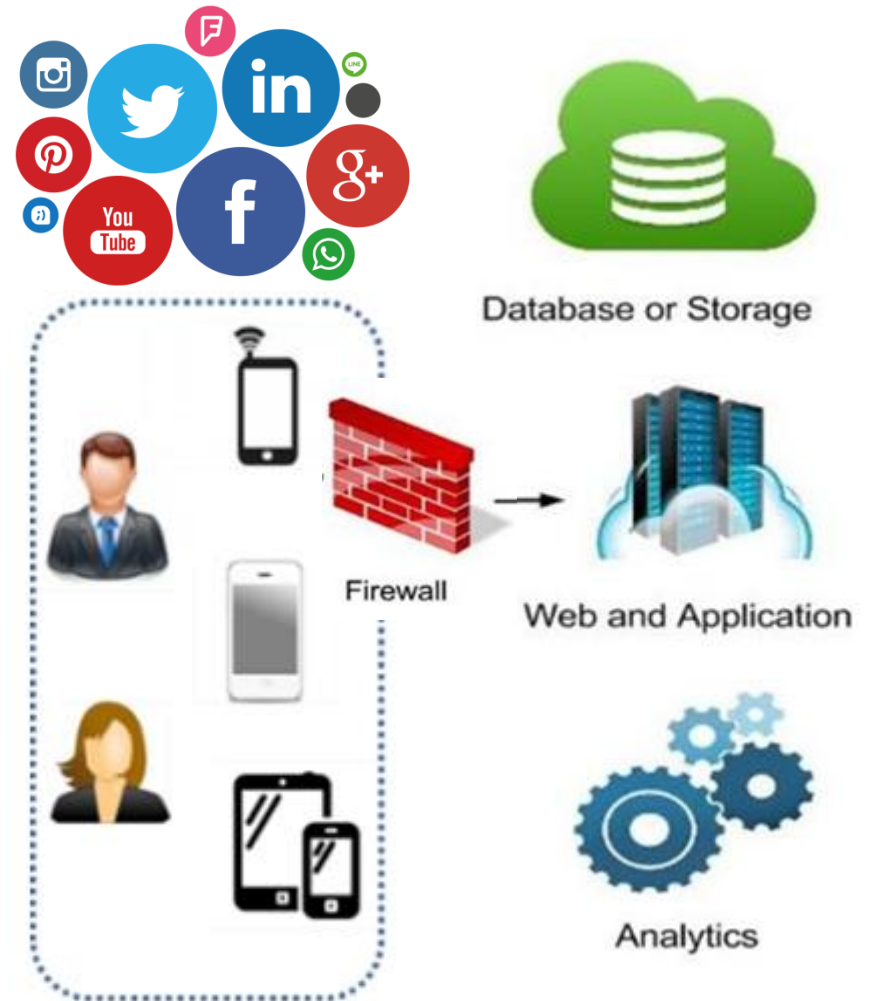 in
LINE
g+
You
Tube
f
Database or Storage
Firewall
Web and Application
Analytics